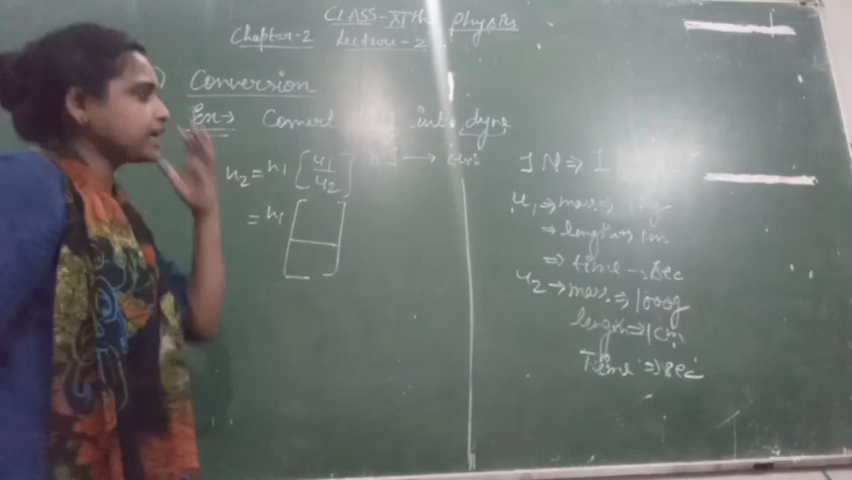 CLASS-XIth Physics
Chapter-2 Lecture-2
Conversion
Ex→ Convert into dyne
n₂ = n₁ [u₁/u₂] → cgs
= n₁
1 N ⇒ 1
u₁ → mass ⇒
⇒ length → 1m
⇒ time → sec
u₂ → mass ⇒ 1000g
length ⇒ 1cm
Time ⇒ sec